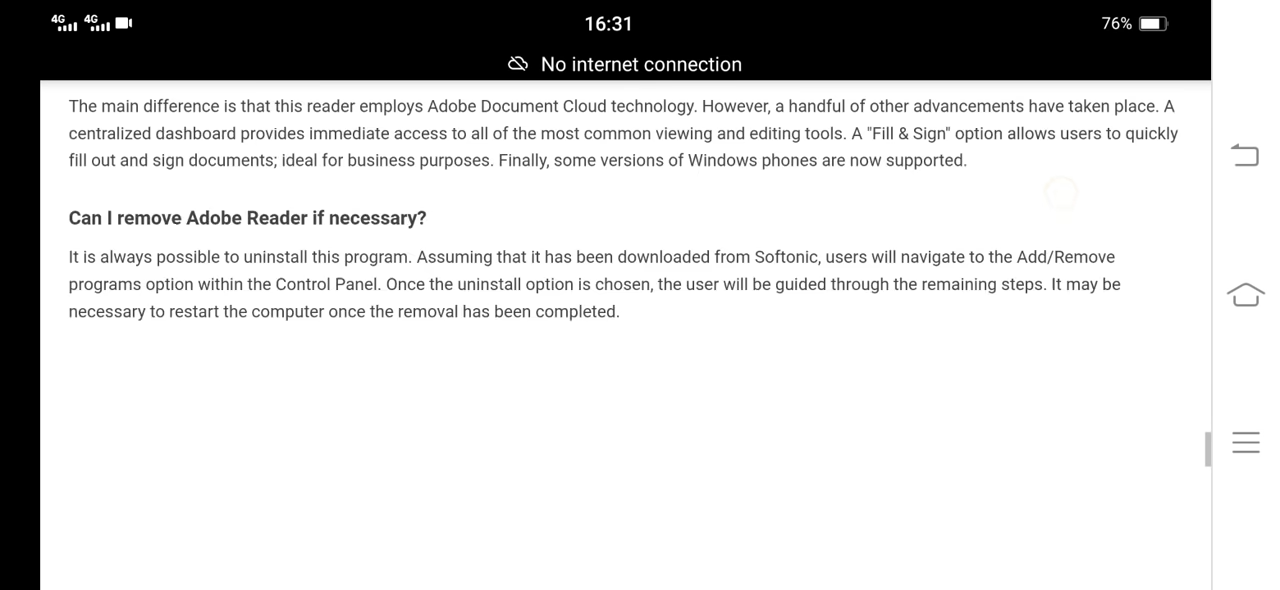 4G 4G 16:31 76%
No internet connection
The main difference is that this reader employs Adobe Document Cloud technology. However, a handful of other advancements have taken place. A
centralized dashboard provides immediate access to all of the most common viewing and editing tools. A "Fill & Sign" option allows users to quickly
fill out and sign documents; ideal for business purposes. Finally, some versions of Windows phones are now supported.
Can I remove Adobe Reader if necessary?
It is always possible to uninstall this program. Assuming that it has been downloaded from Softonic, users will navigate to the Add/Remove
programs option within the Control Panel. Once the uninstall option is chosen, the user will be guided through the remaining steps. It may be
necessary to restart the computer once the removal has been completed.